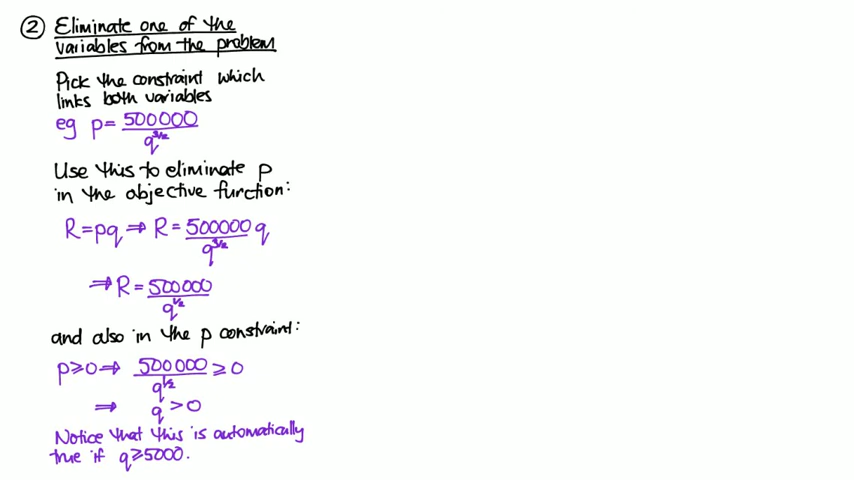 ② Eliminate one of the
variables from the problem
Pick the constraint which
links both variables
eg p = 500000 / q^{3/2}
Use this to eliminate p
in the objective function:
R = pq ⇒ R = 500000 / q^{3/2} q
⇒ R = 500000 / q^{1/2}
and also in the p constraint:
p ≥ 0 ⇒ 500000 / q^{1/2} ≥ 0
⇒ q > 0
Notice that this is automatically
true if q ≥ 5000.